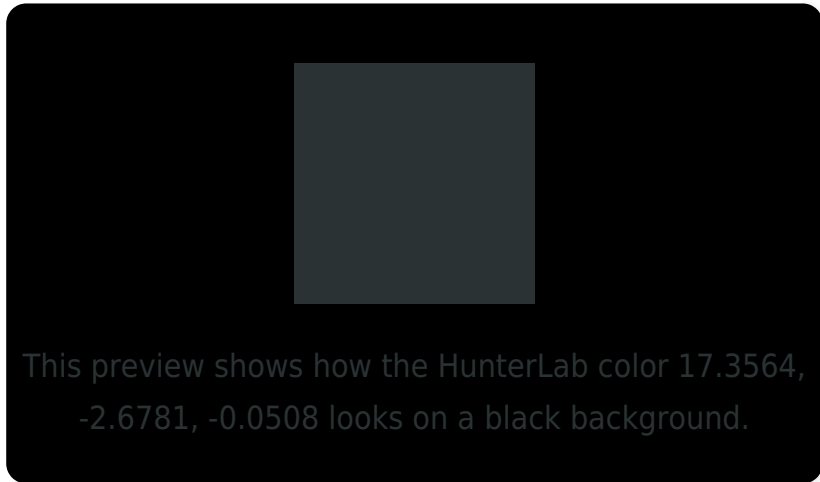 This preview shows how the HunterLab color 17.3564,
-2.6781, -0.0508 looks on a black background.